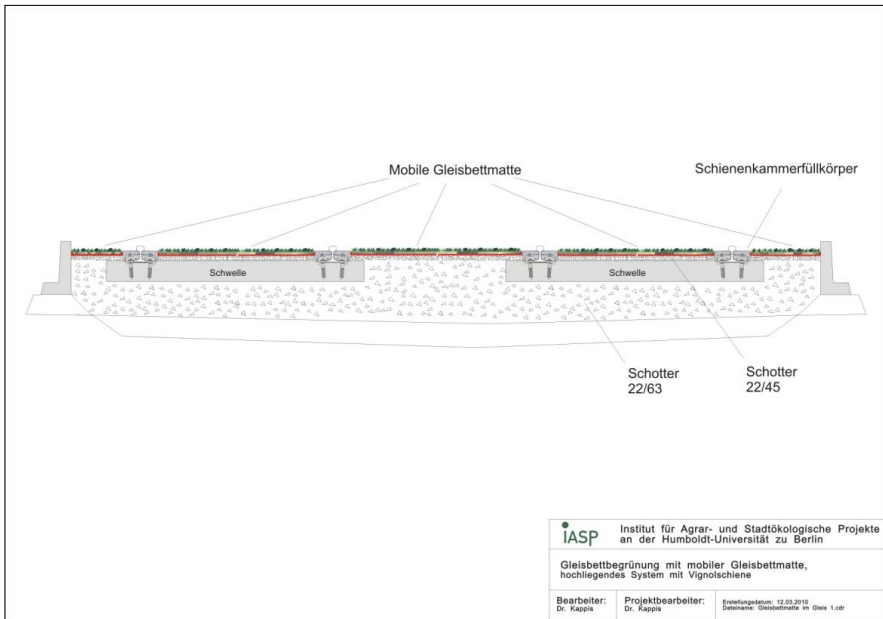 Mobile Gleisbettmatte
Schienenkammerfüllkörper
Schwelle
Schwelle
Schotter
22/63
Schotter
22/45
iASP
Institut für Agrar- und Stadtökologische Projekte
an der Humboldt-Universität zu Berlin
Gleisbettbegrünung mit mobiler Gleisbettmatte,
hochliegendes System mit Vignolschiene
Bearbeiter:
Dr. Kappis
Projektbearbeiter:
Dr. Kappis
Erstellungsdatum: 12.03.2010
Dateiname: Gleisbettmatte im Gleis 1.cdr